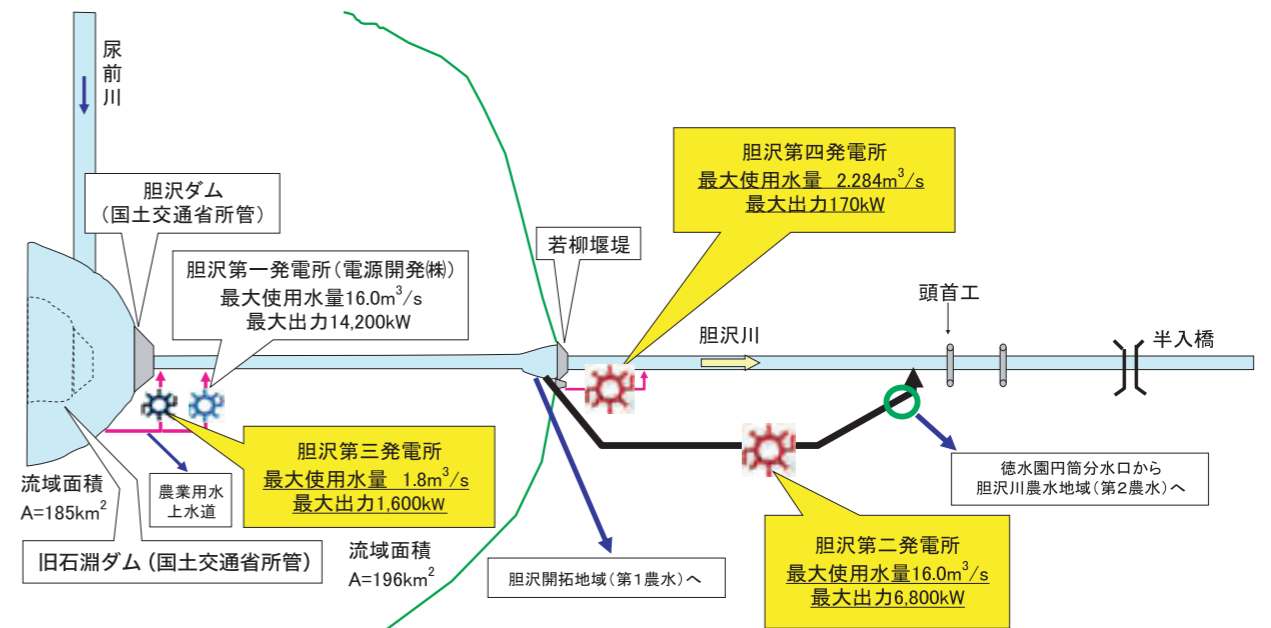 尿前川
胆沢ダム
（国土交通省所管）
胆沢第一発電所（電源開発㈱）
最大使用水量16.0m³/s
最大出力14,200kW
若柳堰堤
胆沢第四発電所
最大使用水量 2.284m³/s
最大出力170kW
胆沢川
頭首工
半入橋
胆沢第三発電所
最大使用水量 1.8m³/s
最大出力1,600kW
流域面積
A=185km²
農業用水
上水道
旧石淵ダム（国土交通省所管）
流域面積
A=196km²
胆沢開拓地域（第1農水）へ
徳水園円筒分水口から
胆沢川農水地域（第2農水）へ
胆沢第二発電所
最大使用水量16.0m³/s
最大出力6,800kW